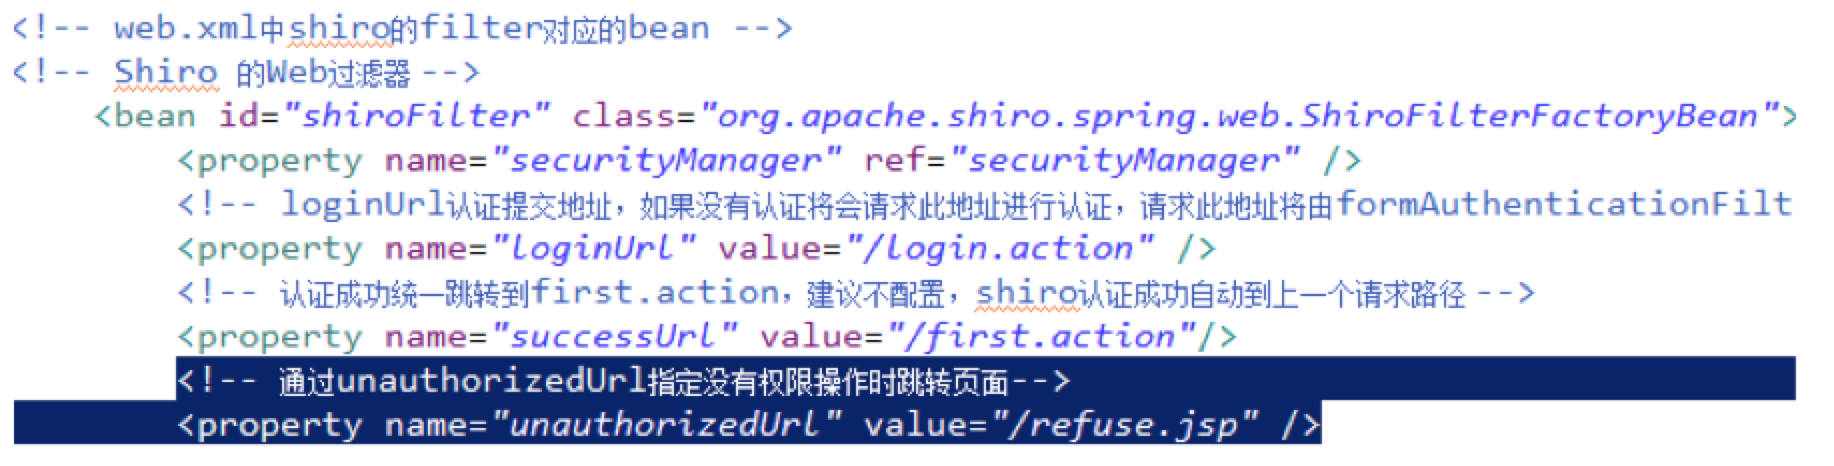 <!-- web.xml中shiro的filter对应的bean -->
<!-- Shiro 的Web过滤器 -->
<bean id="shiroFilter" class="org.apache.shiro.spring.web.ShiroFilterFactoryBean">
<property name="securityManager" ref="securityManager" />
<!-- loginUrl认证提交地址，如果没有认证将会请求此地址进行认证，请求此地址将由formAuthenticationFilt
<property name="loginUrl" value="/login.action" />
<!-- 认证成功统一跳转到first.action，建议不配置，shiro认证成功自动到上一个请求路径 -->
<property name="successUrl" value="/first.action"/>
<!-- 通过unauthorizedUrl指定没有权限操作时跳转页面-->
<property name="unauthorizedUrl" value="/refuse.jsp" />